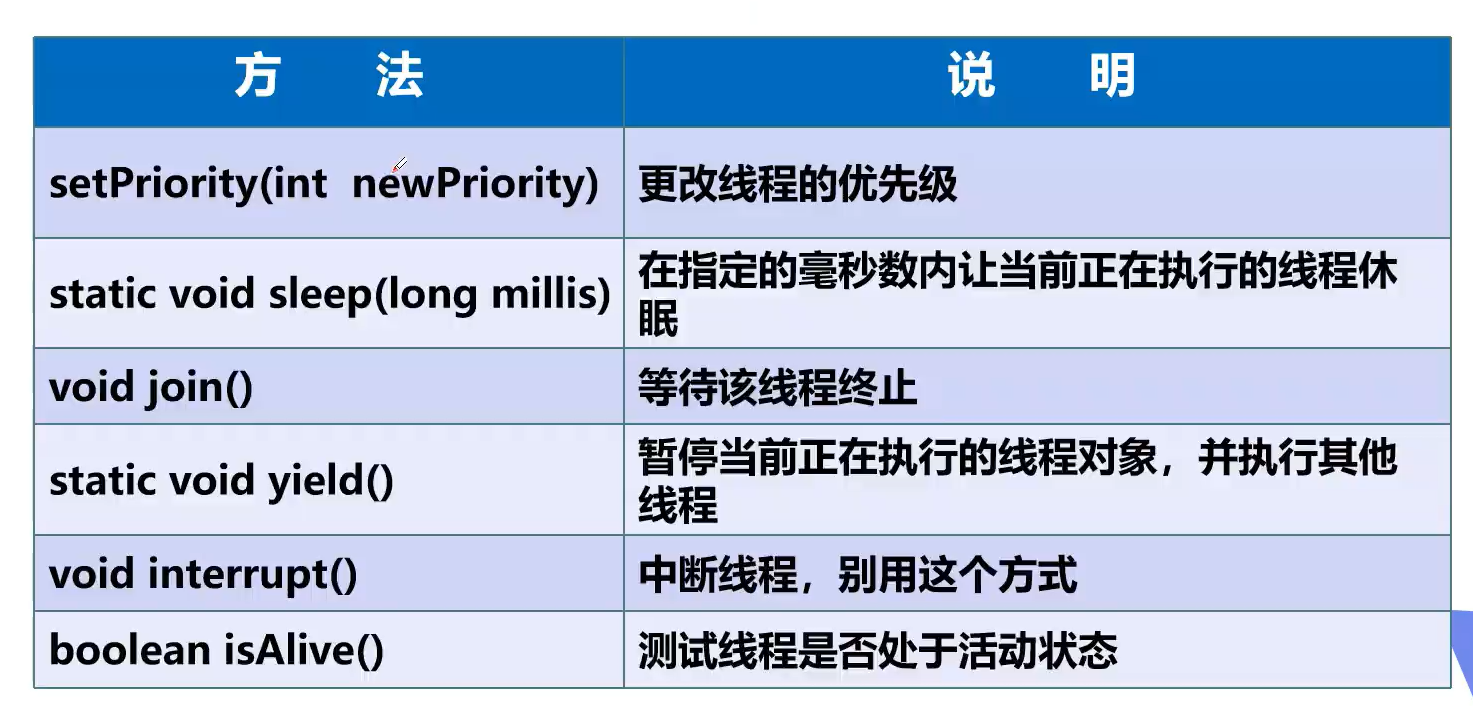 方 法 说 明
setPriority(int newPriority) 更改线程的优先级
static void sleep(long millis) 在指定的毫秒数内让当前正在执行的线程休
眠
void join() 等待该线程终止
static void yield() 暂停当前正在执行的线程对象，并执行其他
线程
void interrupt() 中断线程，别用这个方式
boolean isAlive() 测试线程是否处于活动状态